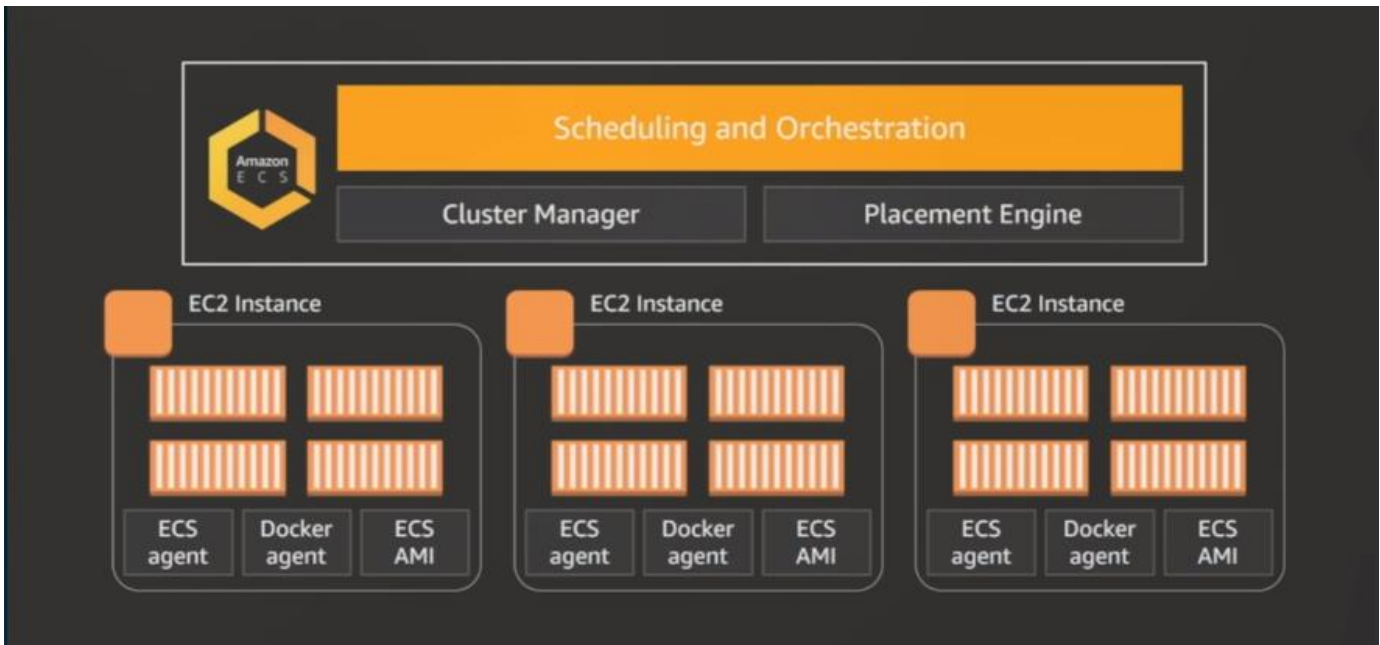 Scheduling and Orchestration
Amazon
ECS
Cluster Manager
Placement Engine
EC2 Instance
EC2 Instance
EC2 Instance
ECS
agent
Docker
agent
ECS
AMI
ECS
agent
Docker
agent
ECS
AMI
ECS
agent
Docker
agent
ECS
AMI